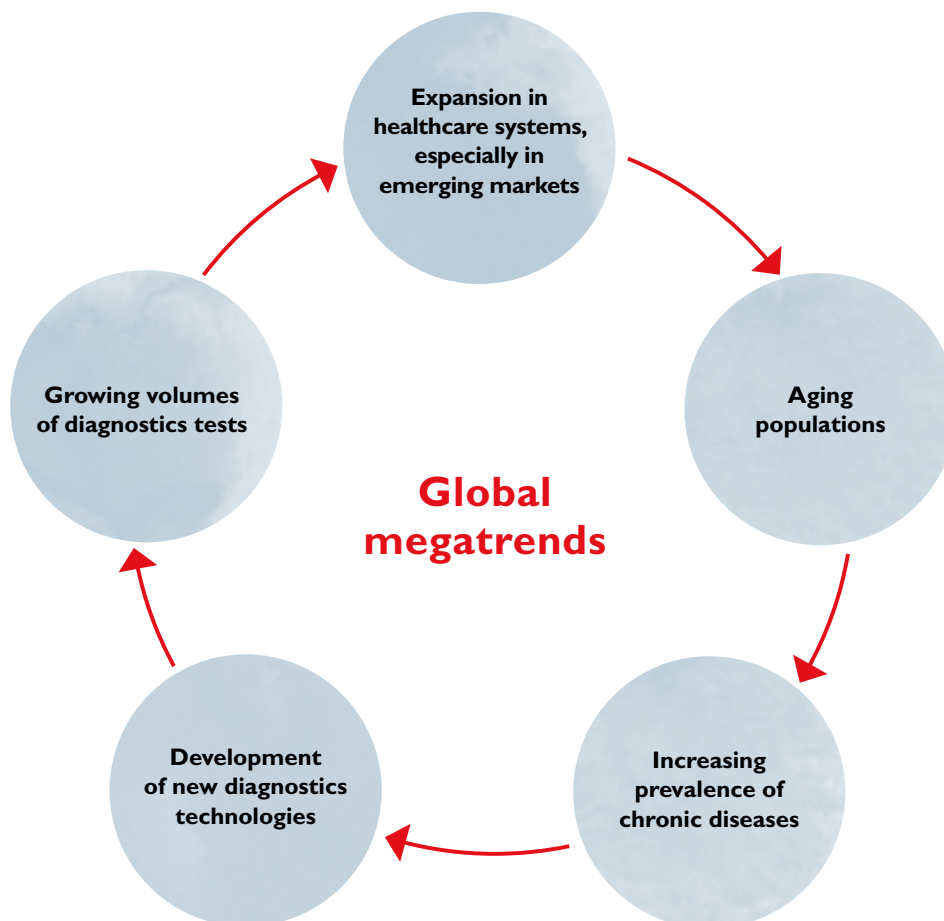 Expansion in
healthcare systems,
especially in
emerging markets
Aging
populations
Increasing
prevalence of
chronic diseases
Development
of new diagnostics
technologies
Growing volumes
of diagnostics tests
Global
megatrends